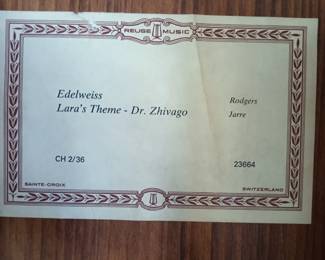 REUGE MUSIC
Edelweiss Rodgers
Lara's Theme - Dr. Zhivago Jarre
CH 2/36 23664
SAINTE-CROIX SWITZERLAND